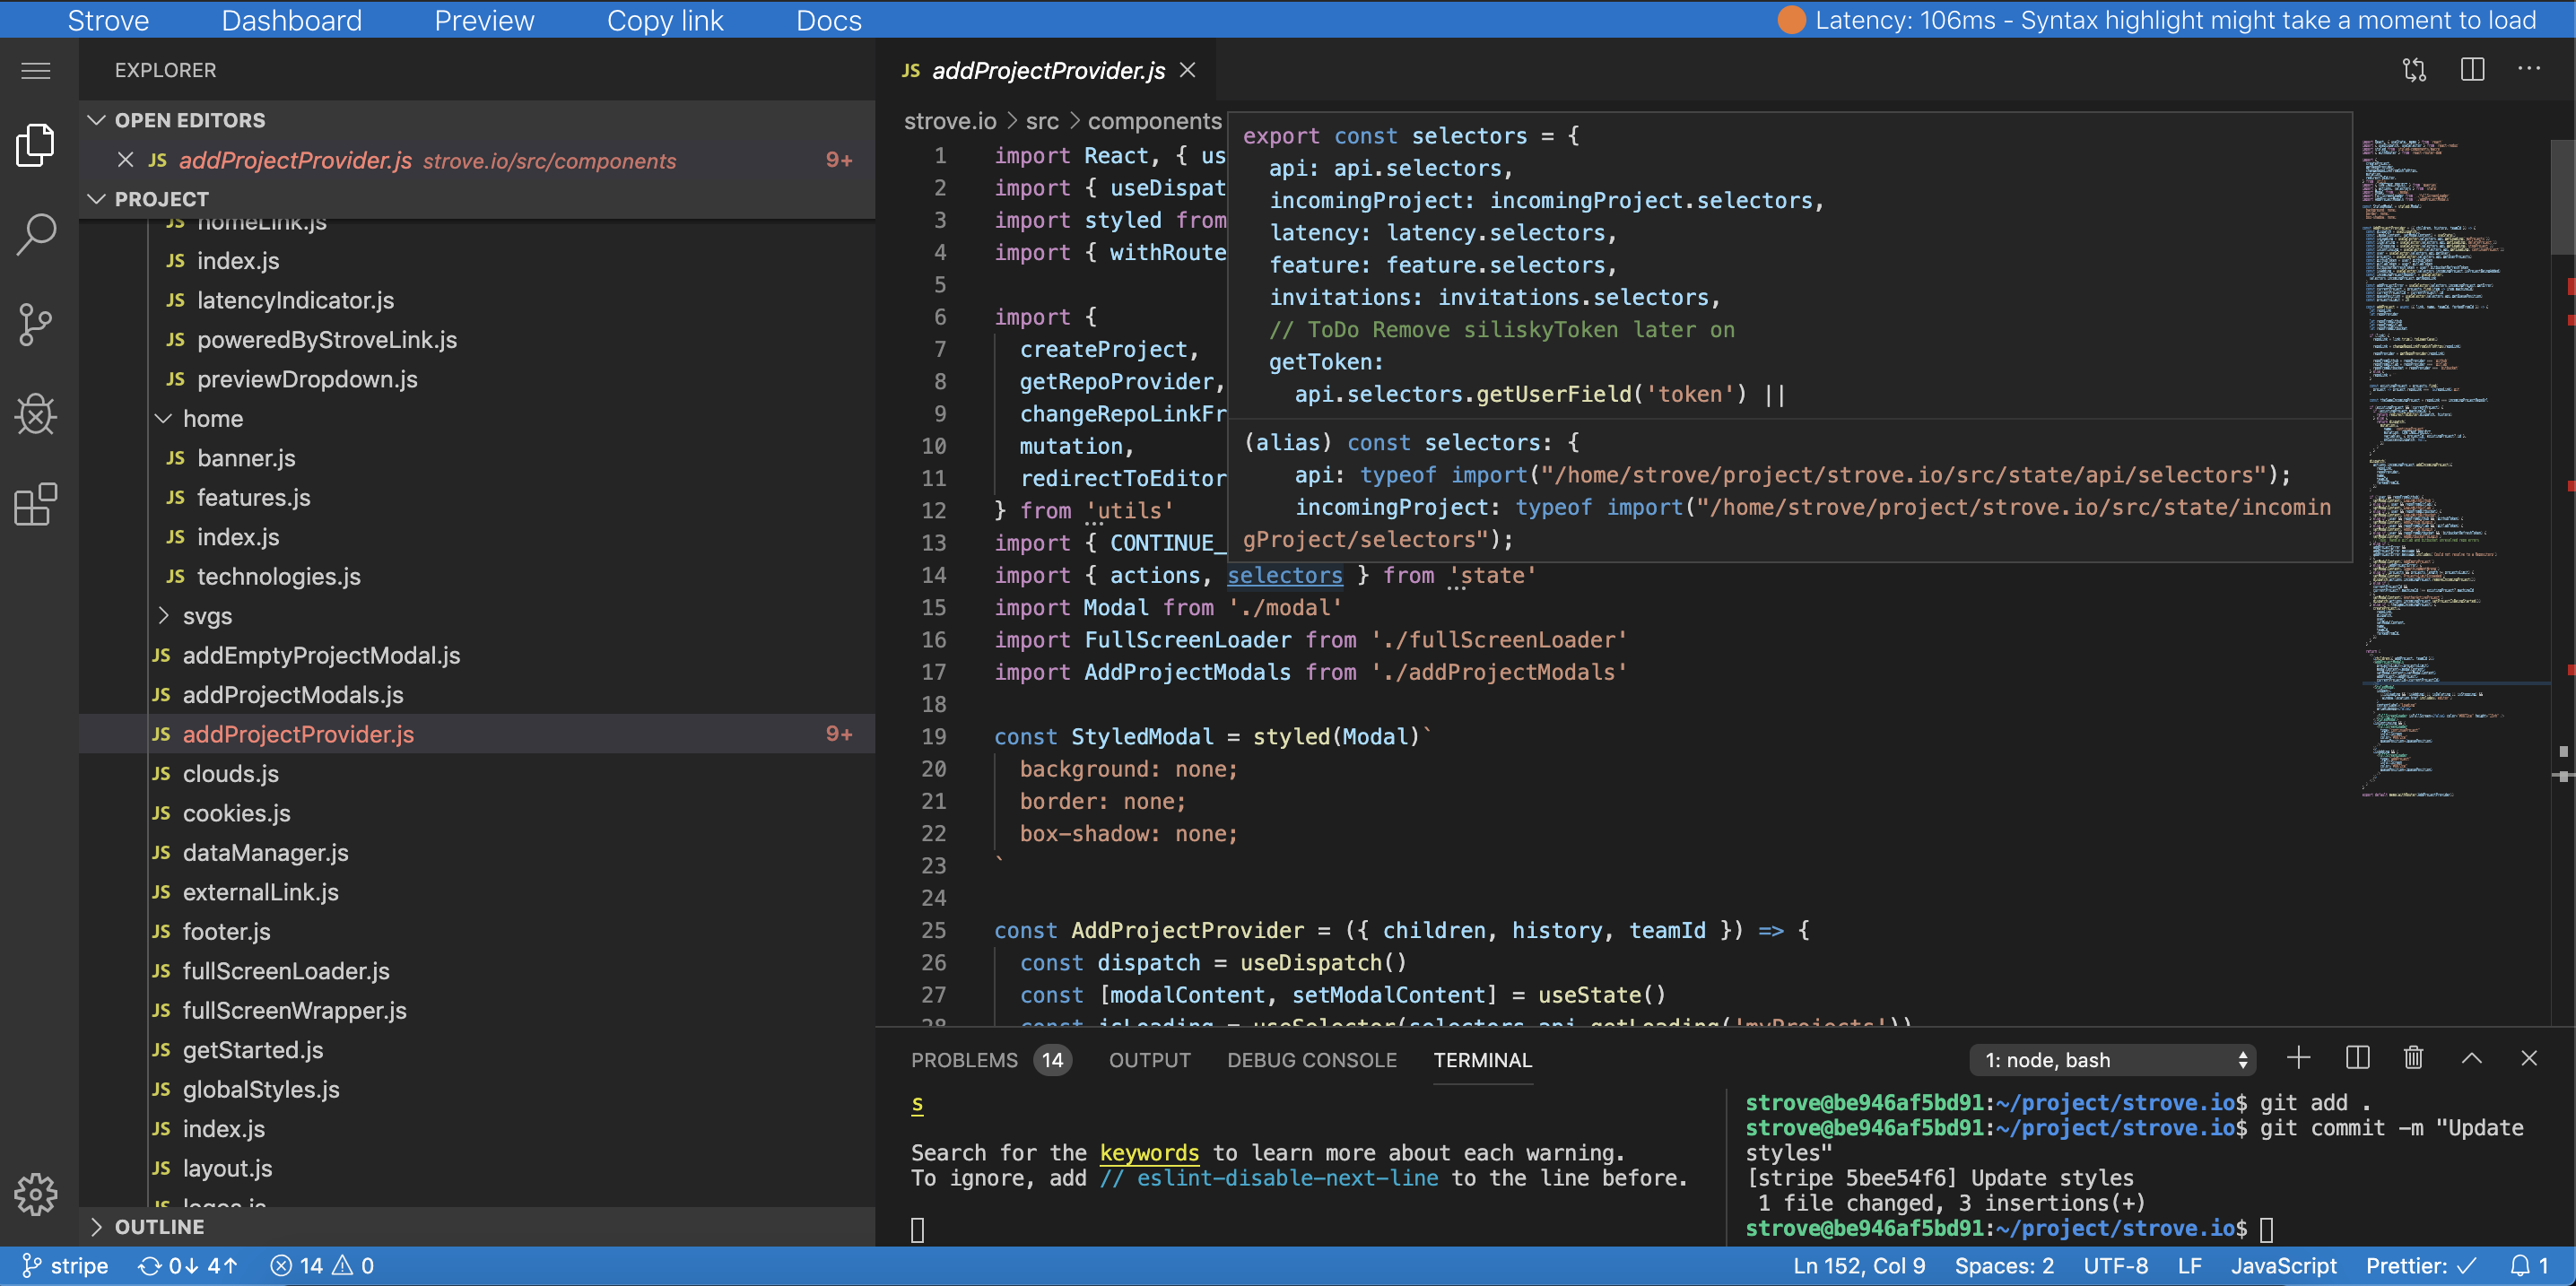 Strove Dashboard Preview Copy link Docs
Latency: 106ms - Syntax highlight might take a moment to load
EXPLORER
OPEN EDITORS
JS addProjectProvider.js strove.io/src/components 9+
PROJECT
JS homeLink.js
JS index.js
JS latencyIndicator.js
JS poweredByStroveLink.js
JS previewDropdown.js
home
JS banner.js
JS features.js
JS index.js
JS technologies.js
svgs
JS addEmptyProjectModal.js
JS addProjectModals.js
JS addProjectProvider.js 9+
JS clouds.js
JS cookies.js
JS dataManager.js
JS externalLink.js
JS footer.js
JS fullScreenLoader.js
JS fullScreenWrapper.js
JS getStarted.js
JS globalStyles.js
JS index.js
JS layout.js
JS logos.js
OUTLINE
JS addProjectProvider.js
strove.io > src > components
1 import React, { us
2 import { useDispat
3 import styled from
4 import { withRoute
5
6 import {
7 createProject,
8 getRepoProvider,
9 changeRepoLinkFr
10 mutation,
11 redirectToEditor
12 } from 'utils'
13 import { CONTINUE_
14 import { actions, selectors } from 'state'
15 import Modal from './modal'
16 import FullScreenLoader from './fullScreenLoader'
17 import AddProjectModals from './addProjectModals'
18
19 const StyledModal = styled(Modal)`
20 background: none;
21 border: none;
22 box-shadow: none;
23 `
24
25 const AddProjectProvider = ({ children, history, teamId }) => {
26 const dispatch = useDispatch()
27 const [modalContent, setModalContent] = useState()
28 const isLoading = useSelector(selectors.api.getLoading('myProjects'))
export const selectors = {
api: api.selectors,
incomingProject: incomingProject.selectors,
latency: latency.selectors,
feature: feature.selectors,
invitations: invitations.selectors,
// ToDo Remove siliskyToken later on
getToken:
api.selectors.getUserField('token') ||
(alias) const selectors: {
api: typeof import("/home/strove/project/strove.io/src/state/api/selectors");
incomingProject: typeof import("/home/strove/project/strove.io/src/state/incomin
gProject/selectors");
PROBLEMS 14 OUTPUT DEBUG CONSOLE TERMINAL
1: node, bash
s
Search for the keywords to learn more about each warning.
To ignore, add // eslint-disable-next-line to the line before.
strove@be946af5bd91:~/project/strove.io$ git add .
strove@be946af5bd91:~/project/strove.io$ git commit -m "Update
styles"
[stripe 5bee54f6] Update styles
1 file changed, 3 insertions(+)
strove@be946af5bd91:~/project/strove.io$
stripe 0↓ 4↑ 14 0
Ln 152, Col 9 Spaces: 2 UTF-8 LF JavaScript Prettier: ✓ 1